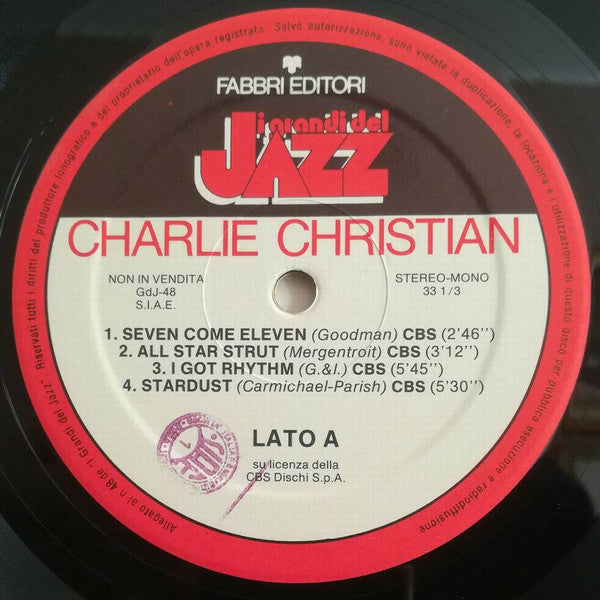 Riservati tutti i diritti del produttore fonografico e del proprietario dell'opera registrata. Salvo autorizzazione, sono vietate la duplicazione, la locazione e l'utilizzazione di questo disco per pubblica esecuzione e radiodiffusione
FABBRI EDITORI
i grandi del
JAZZ
CHARLIE CHRISTIAN
NON IN VENDITA
GdJ-48
S.I.A.E.
STEREO-MONO
33 1/3
1. SEVEN COME ELEVEN (Goodman) CBS (2'46'')
2. ALL STAR STRUT (Mergentroit) CBS (3'12'')
3. I GOT RHYTHM (G.&I.) CBS (5'45'')
4. STARDUST (Carmichael-Parish) CBS (5'30'')
LATO A
su licenza della
CBS Dischi S.p.A.
Allegato al n. 48 de "I Grandi del Jazz"